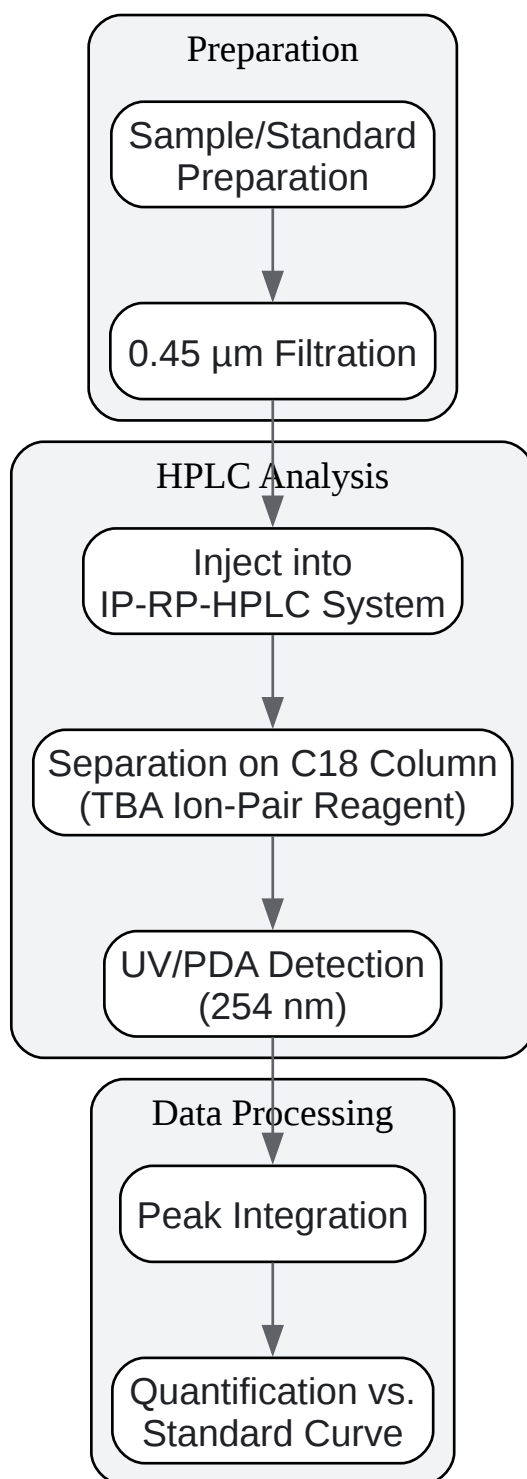 Preparation
Sample/Standard
Preparation
0.45 µm Filtration
HPLC Analysis
Inject into
IP-RP-HPLC System
Separation on C18 Column
(TBA Ion-Pair Reagent)
UV/PDA Detection
(254 nm)
Data Processing
Peak Integration
Quantification vs.
Standard Curve